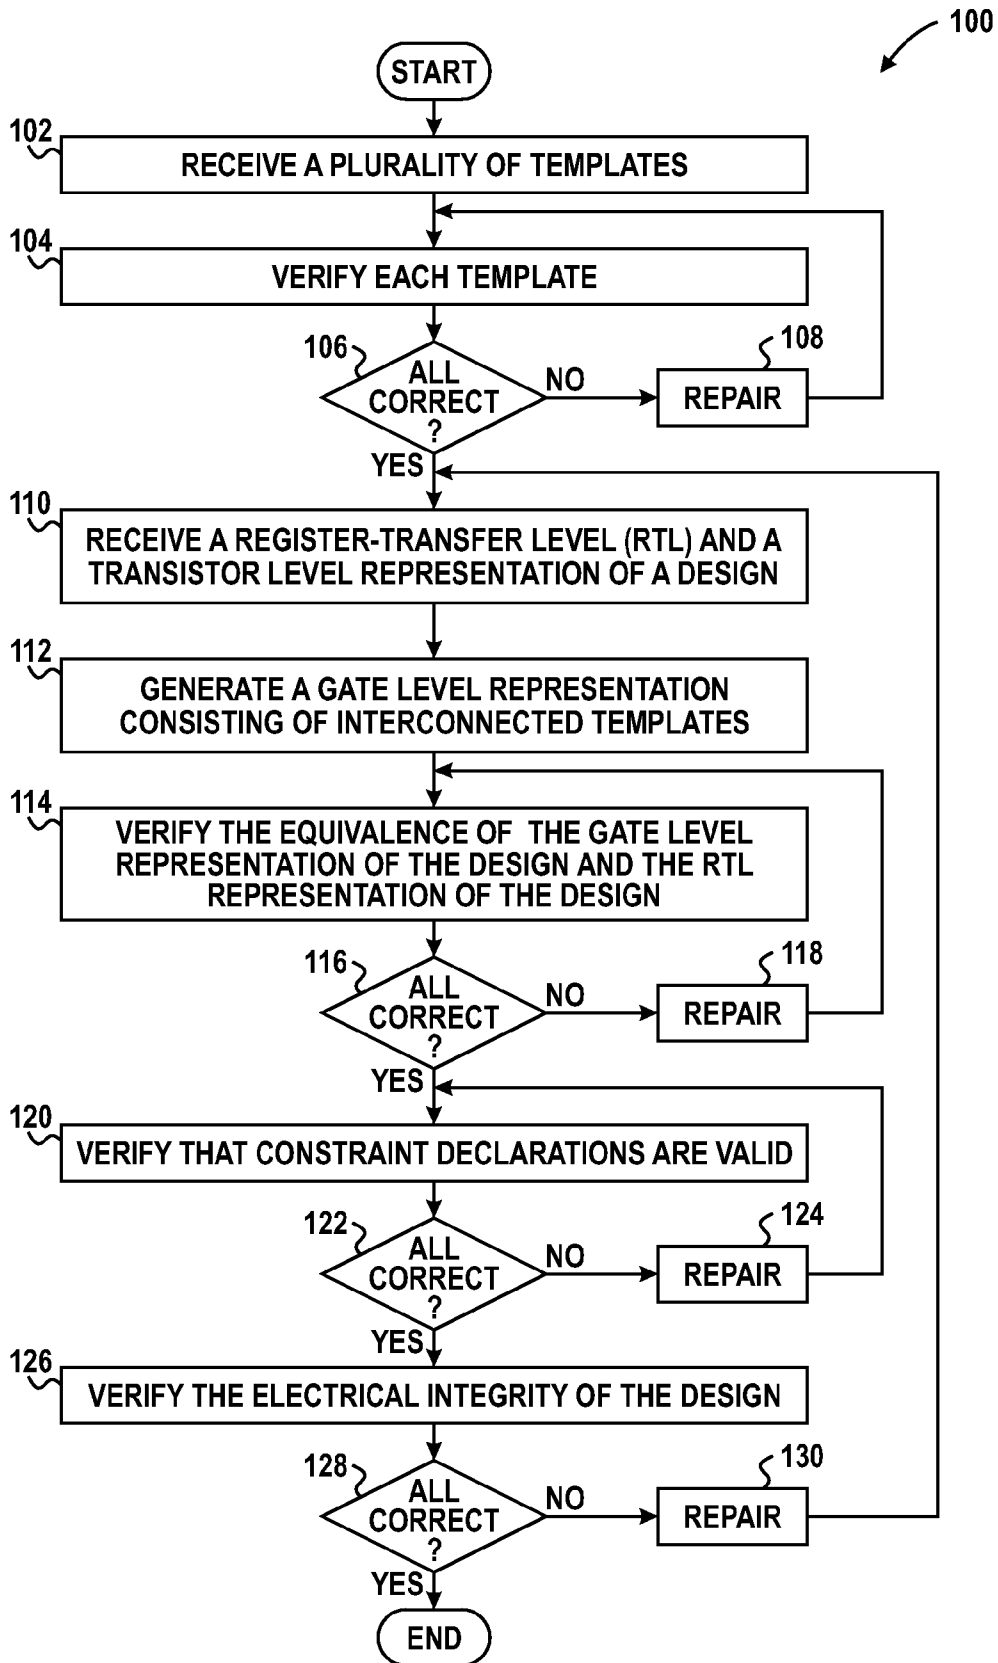 100
START
102
RECEIVE A PLURALITY OF TEMPLATES
104
VERIFY EACH TEMPLATE
106
ALL
CORRECT
?
NO
108
REPAIR
YES
110
RECEIVE A REGISTER-TRANSFER LEVEL (RTL) AND A
TRANSISTOR LEVEL REPRESENTATION OF A DESIGN
112
GENERATE A GATE LEVEL REPRESENTATION
CONSISTING OF INTERCONNECTED TEMPLATES
114
VERIFY THE EQUIVALENCE OF THE GATE LEVEL
REPRESENTATION OF THE DESIGN AND THE RTL
REPRESENTATION OF THE DESIGN
116
ALL
CORRECT
?
NO
118
REPAIR
YES
120
VERIFY THAT CONSTRAINT DECLARATIONS ARE VALID
122
ALL
CORRECT
?
NO
124
REPAIR
YES
126
VERIFY THE ELECTRICAL INTEGRITY OF THE DESIGN
128
ALL
CORRECT
?
NO
130
REPAIR
YES
END